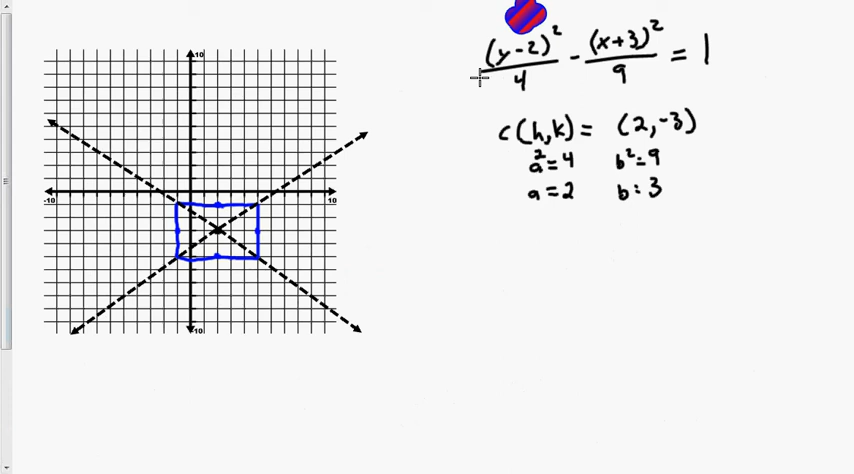 (y-2)²/4 - (x+3)²/9 = 1
c(h,k) = (2,-3)
a²=4 b²=9
a=2 b:3
10
-10 10
-10